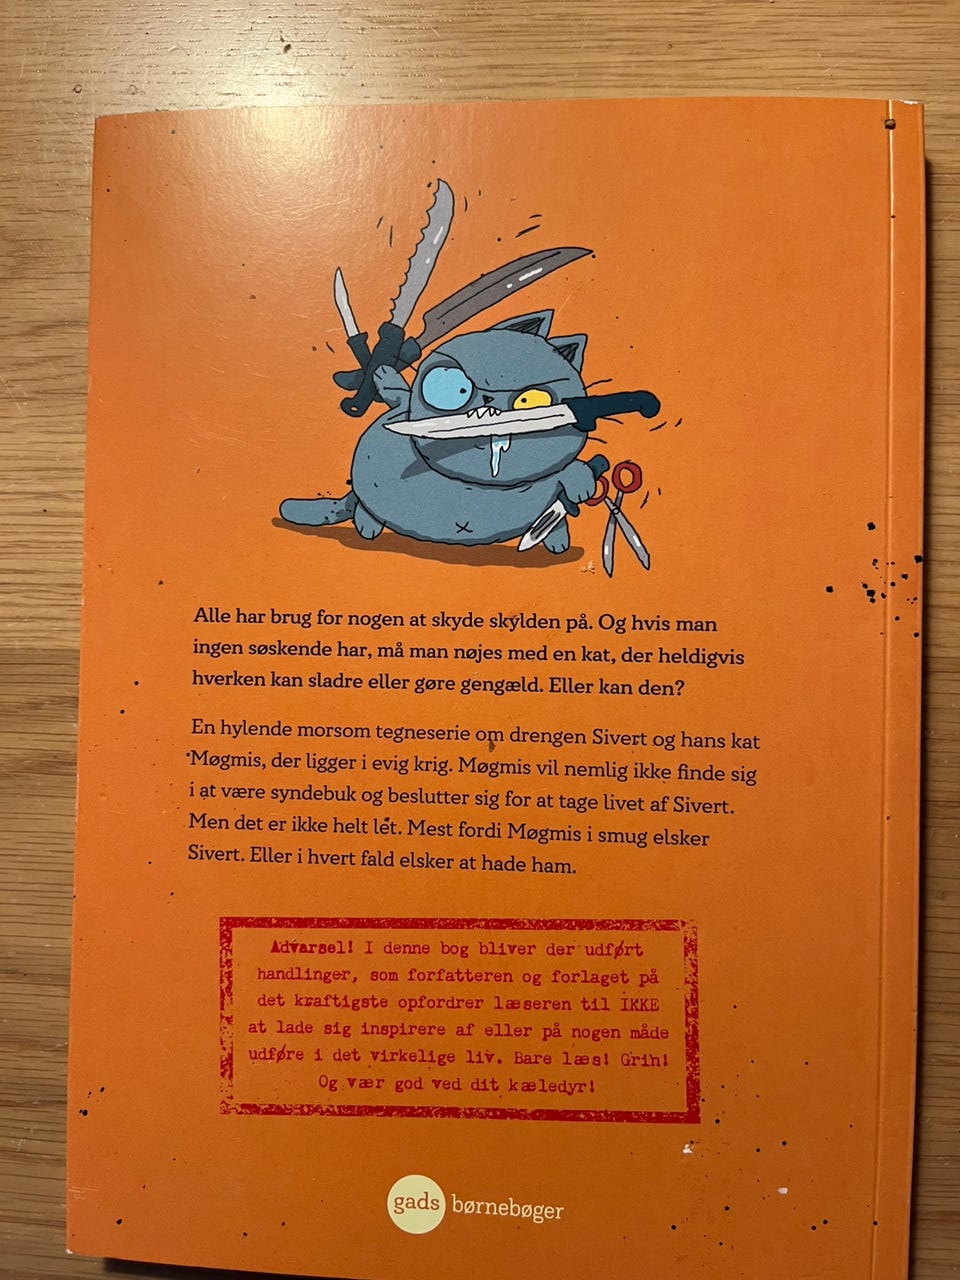 Alle har brug for nogen at skyde skylden på. Og hvis man
ingen søskende har, må man nøjes med en kat, der heldigvis
hverken kan sladre eller gøre gengæld. Eller kan den?
En hylende morsom tegneserie om drengen Sivert og hans kat
Møgmis, der ligger i evig krig. Møgmis vil nemlig ikke finde sig
i at være syndebuk og beslutter sig for at tage livet af Sivert.
Men det er ikke helt let. Mest fordi Møgmis i smug elsker
Sivert. Eller i hvert fald elsker at hade ham.
Advarsel! I denne bog bliver der udført
handlinger, som forfatteren og forlaget på
det kraftigste opfordrer læseren til IKKE
at lade sig inspirere af eller på nogen måde
udføre i det virkelige liv. Bare læs! Grin!
Og vær god ved dit kæledyr!
gads børnebøger